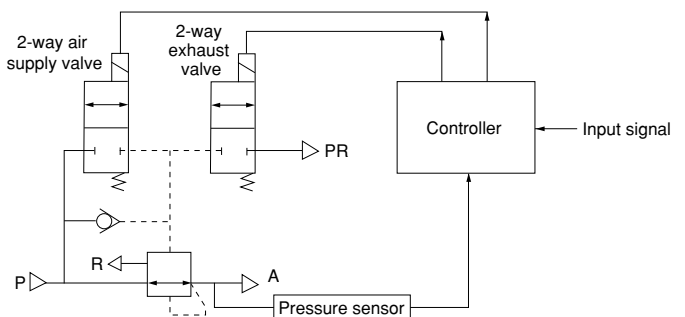 2-way air
supply valve
2-way
exhaust
valve
Controller
Input signal
PR
R
P
A
Pressure sensor